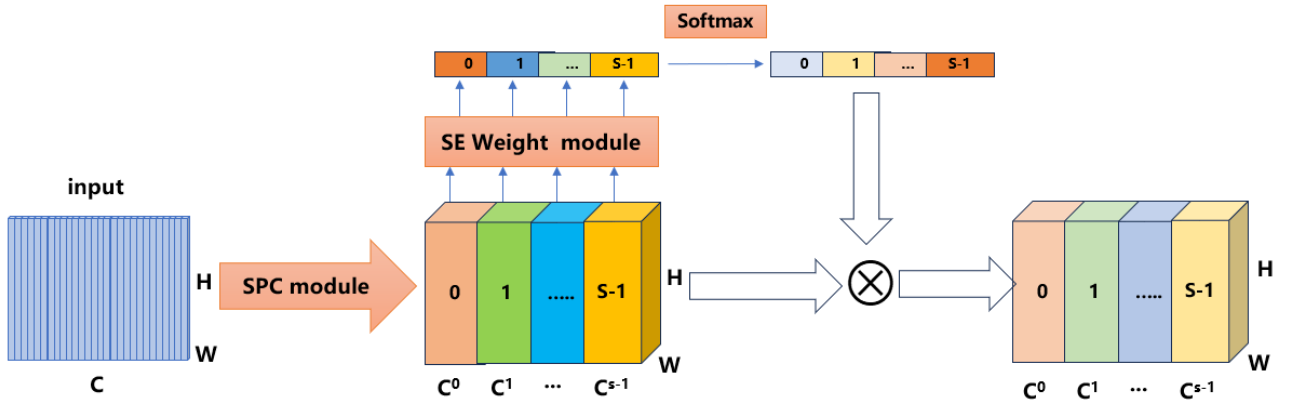 Softmax
0 1 ... S-1
0 1 ... S-1
SE Weight module
input
H
SPC module
0 1 ..... S-1
H
0 1 ..... S-1
H
W
C
W
C⁰ C¹ ... Cˢ⁻¹
W
C⁰ C¹ ... Cˢ⁻¹